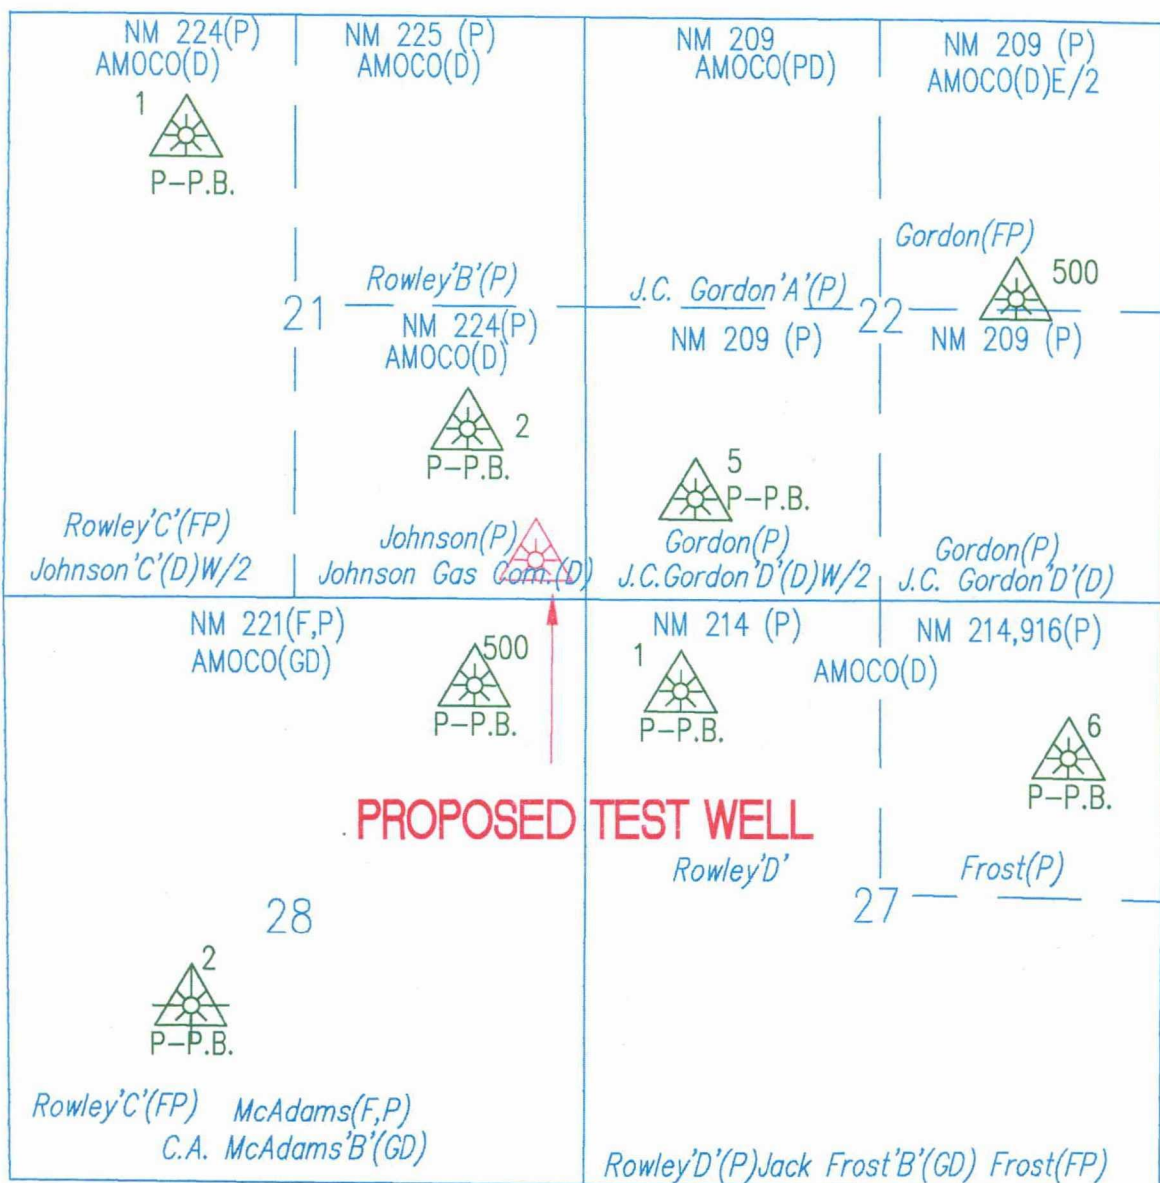 NM 224(P)
AMOCO(D)
1
P-P.B.
NM 225 (P)
AMOCO(D)
NM 209
AMOCO(PD)
NM 209 (P)
AMOCO(D)E/2
Gordon(FP)
500
Rowley'B'(P)
J.C. Gordon'A'(P)
21
22
NM 224(P)
AMOCO(D)
NM 209 (P)
NM 209 (P)
2
P-P.B.
5
P-P.B.
Rowley'C'(FP)
Johnson'C'(D)W/2
Johnson(P)
Johnson Gas Com.(D)
Gordon(P)
J.C.Gordon'D'(D)W/2
Gordon(P)
J.C. Gordon'D'(D)
NM 221(F,P)
AMOCO(GD)
500
P-P.B.
NM 214 (P)
NM 214,916(P)
AMOCO(D)
1
P-P.B.
6
P-P.B.
PROPOSED TEST WELL
Rowley'D'
Frost(P)
28
27
2
P-P.B.
Rowley'C'(FP) McAdams(F,P)
C.A. McAdams'B'(GD)
Rowley'D'(P)Jack Frost'B'(GD) Frost(FP)